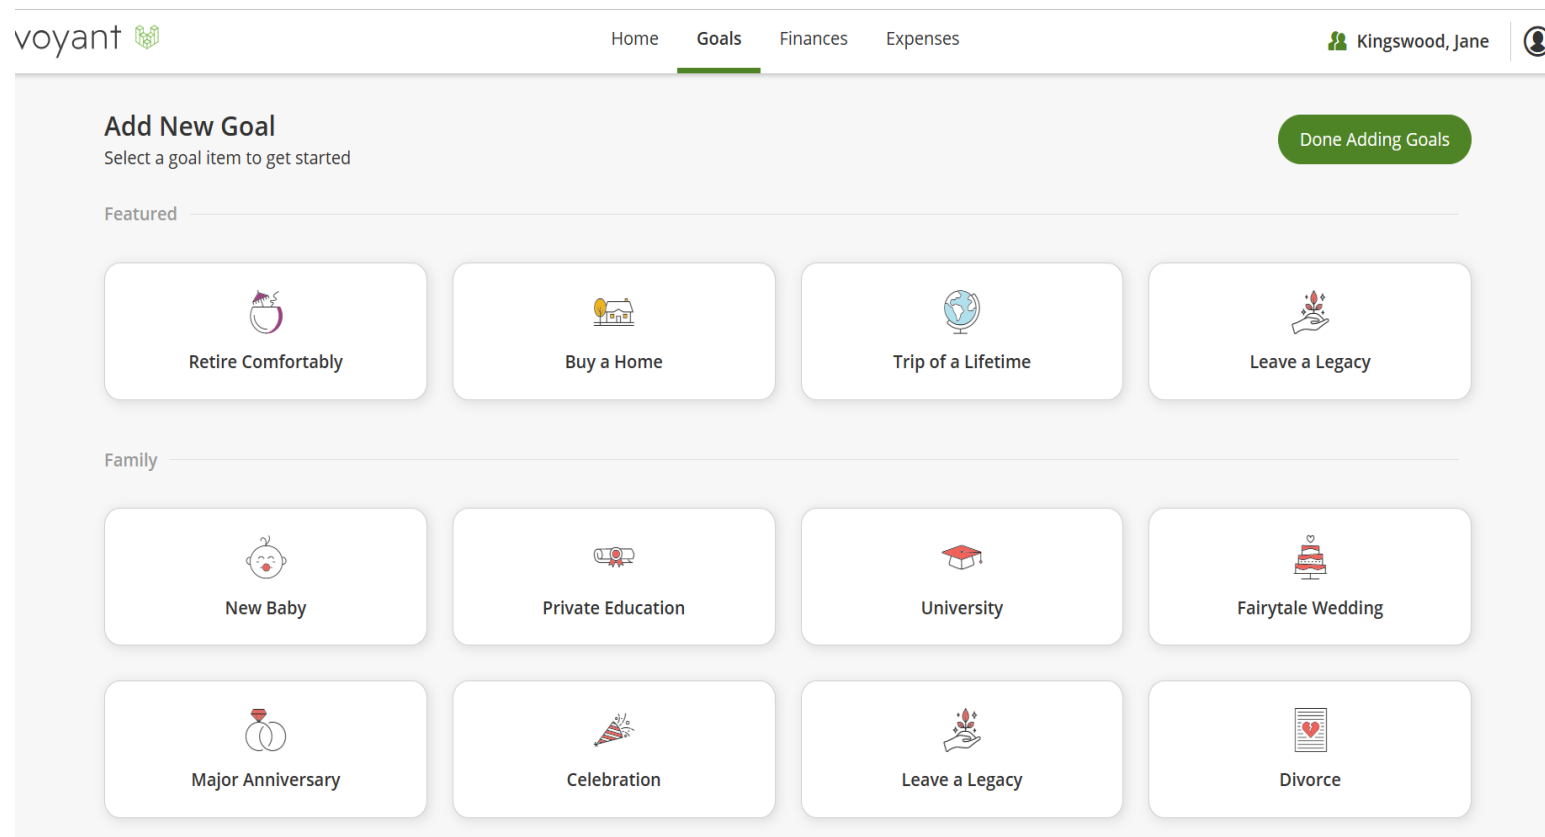 voyant
Home Goals Finances Expenses
Kingswood, Jane
Add New Goal
Select a goal item to get started
Done Adding Goals
Featured
Retire Comfortably
Buy a Home
Trip of a Lifetime
Leave a Legacy
Family
New Baby
Private Education
University
Fairytale Wedding
Major Anniversary
Celebration
Leave a Legacy
Divorce